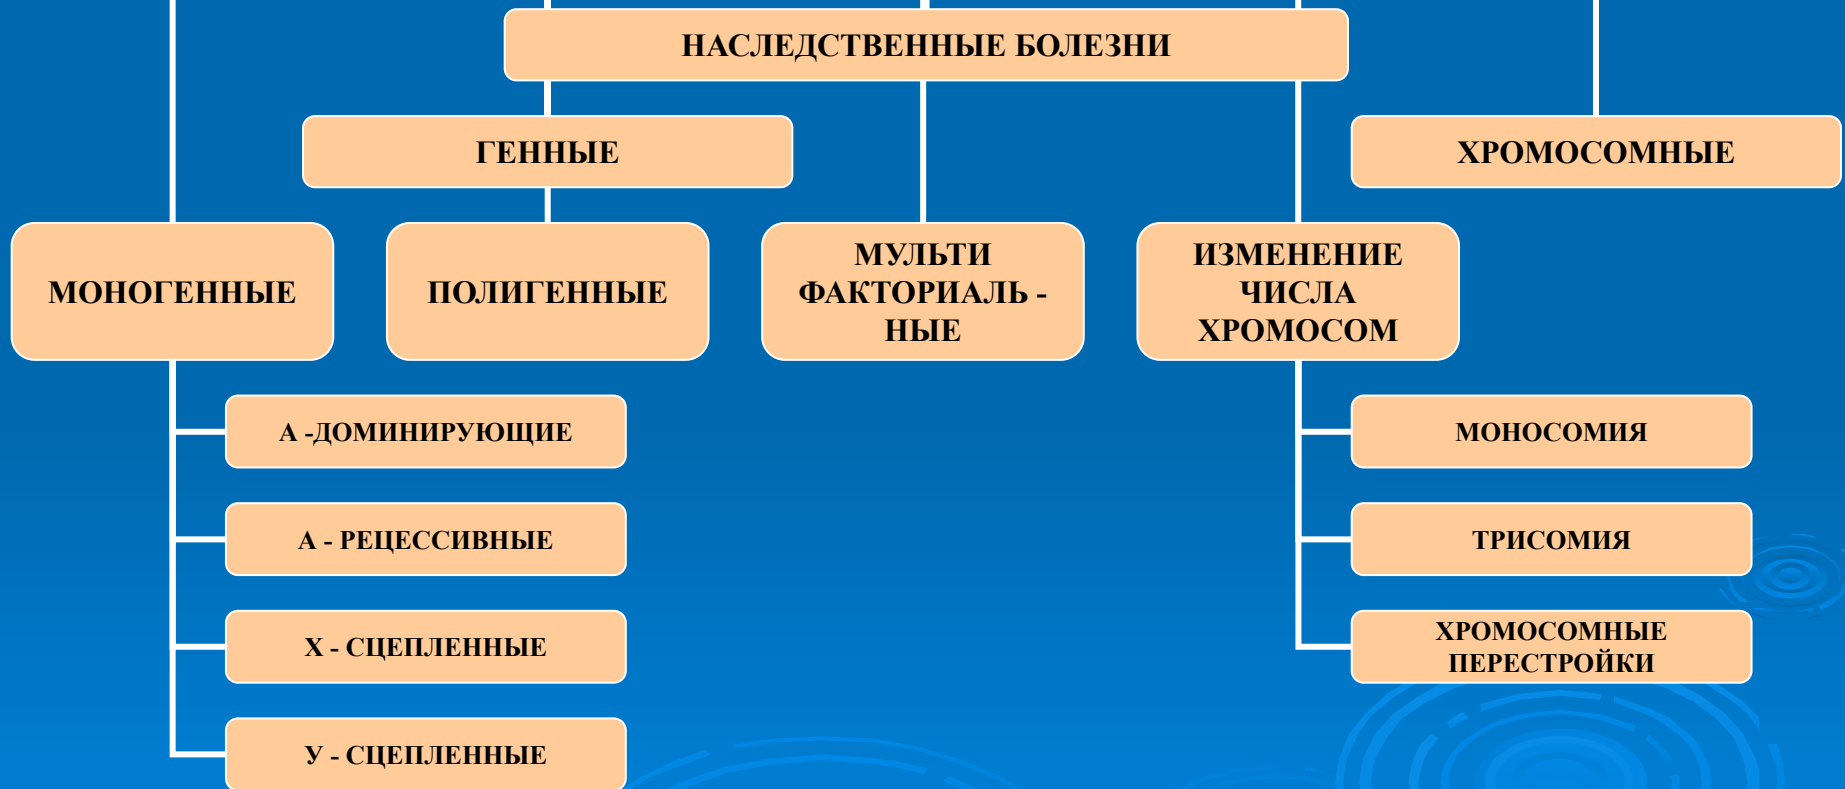 НАСЛЕДСТВЕННЫЕ БОЛЕЗНИ
ГЕННЫЕ
ХРОМОСОМНЫЕ
МОНОГЕННЫЕ
ПОЛИГЕННЫЕ
МУЛЬТИ
ФАКТОРИАЛЬ -
НЫЕ
ИЗМЕНЕНИЕ
ЧИСЛА
ХРОМОСОМ
А -ДОМИНИРУЮЩИЕ
А - РЕЦЕССИВНЫЕ
Х - СЦЕПЛЕННЫЕ
У - СЦЕПЛЕННЫЕ
МОНОСОМИЯ
ТРИСОМИЯ
ХРОМОСОМНЫЕ
ПЕРЕСТРОЙКИ